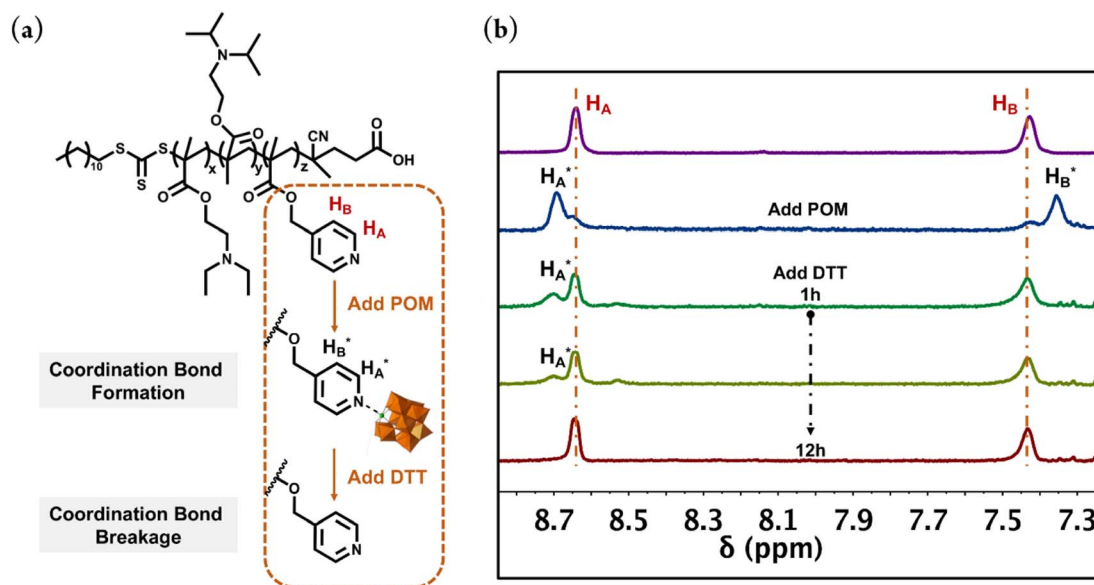 (a)
N
O
O
CN
O
OH
10
S
S
S
x
y
z
O
O
N
O
H_B
H_A
N
Add POM
O
H_B*
H_A*
N
Coordination Bond
Formation
Add DTT
O
N
Coordination Bond
Breakage
(b)
H_A
H_B
H_A*
H_B*
Add POM
H_A*
Add DTT
1h
H_A*
12h
8.7 8.5 8.3 8.1 7.9 7.7 7.5 7.3
δ (ppm)